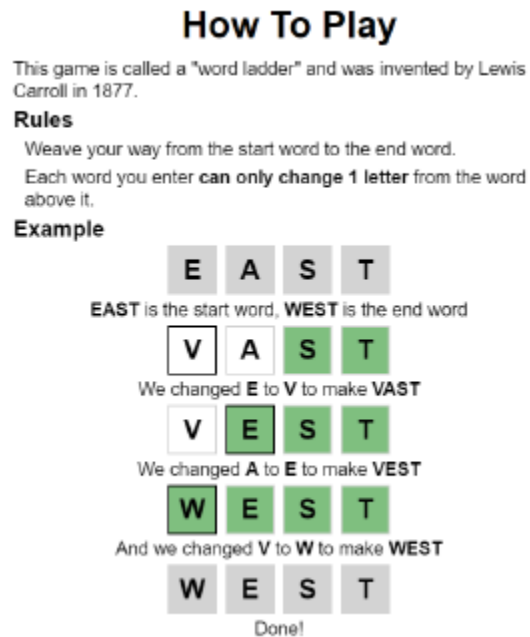 How To Play
This game is called a "word ladder" and was invented by Lewis
Carroll in 1877.
Rules
Weave your way from the start word to the end word.
Each word you enter can only change 1 letter from the word
above it.
Example
E A S T
EAST is the start word, WEST is the end word
V A S T
We changed E to V to make VAST
V E S T
We changed A to E to make VEST
W E S T
And we changed V to W to make WEST
W E S T
Done!